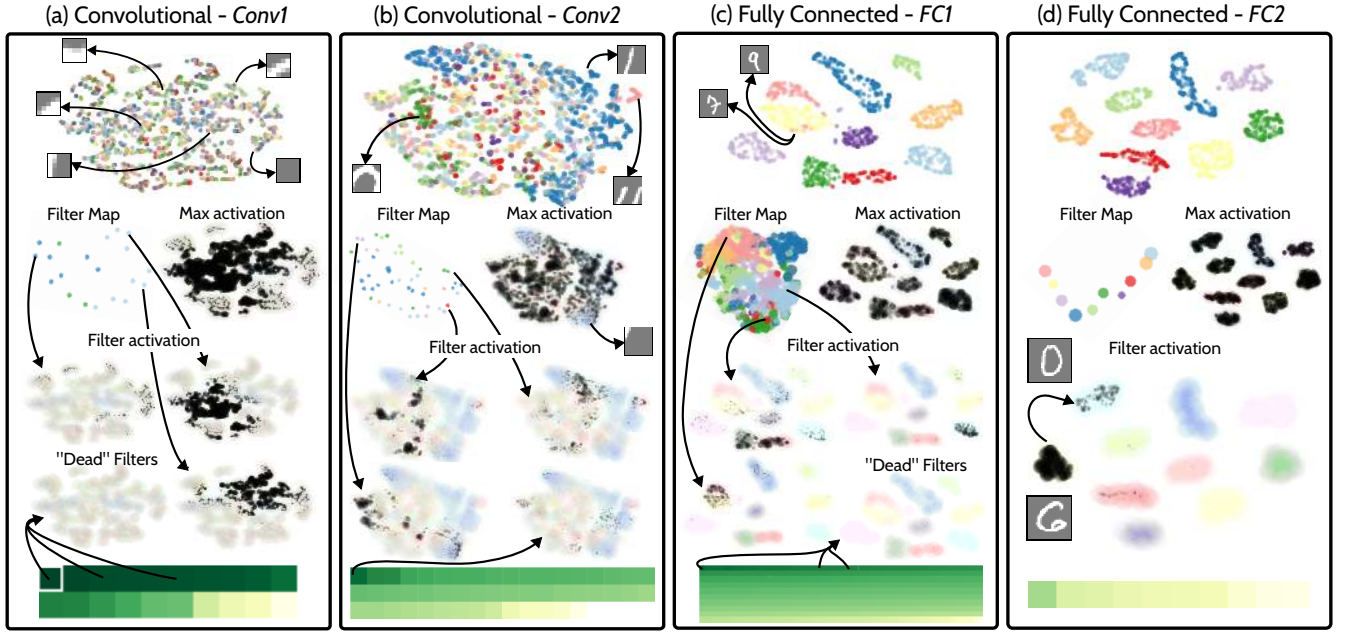 (a) Convolutional - Conv1
(b) Convolutional - Conv2
(c) Fully Connected - FC1
(d) Fully Connected - FC2
Filter Map
Max activation
Filter activation
"Dead" Filters
Filter Map
Max activation
Filter activation
Filter Map
Max activation
Filter activation
"Dead" Filters
Filter Map
Max activation
Filter activation